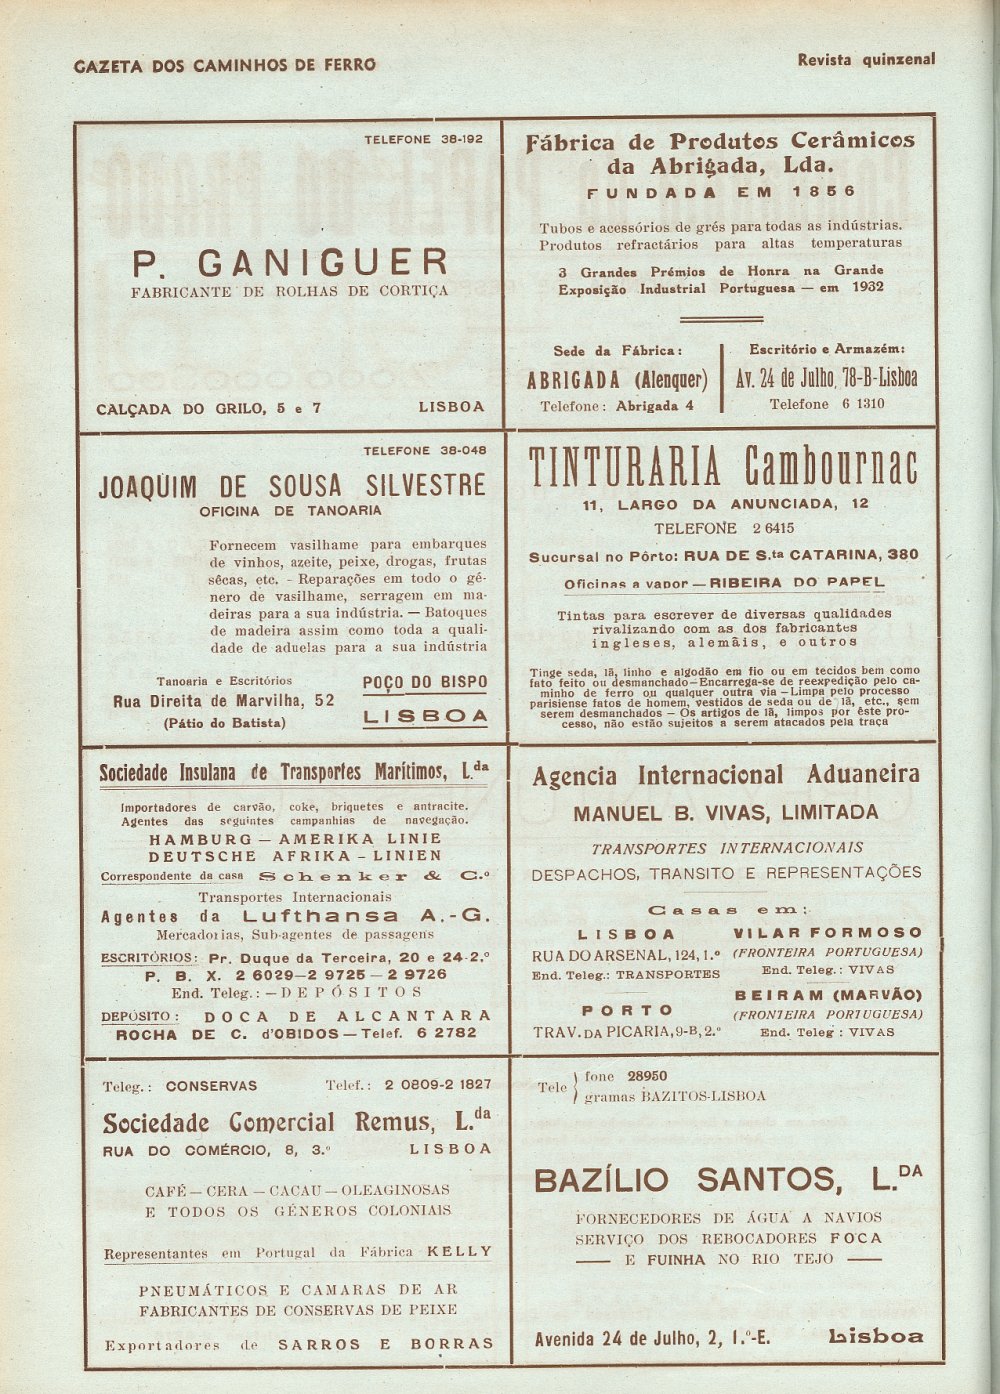 GAZETA DOS CAMINHOS DE FERRO
Revista quinzenal
TELEFONE 38-192
P. GANIGUER
FABRICANTE DE ROLHAS DE CORTIÇA
CALÇADA DO GRILO, 5 e 7 LISBOA
Fábrica de Produtos Cerâmicos
da Abrigada, Lda.
FUNDADA EM 1856
Tubos e acessórios de grés para todas as indústrias.
Produtos refractários para altas temperaturas
3 Grandes Prémios de Honra na Grande
Exposição Industrial Portuguesa — em 1932
Sede da Fábrica:
ABRIGADA (Alenquer)
Telefone: Abrigada 4
Escritório e Armazém:
Av. 24 de Julho, 78-B-Lisboa
Telefone 6 1310
TELEFONE 38-048
JOAQUIM DE SOUSA SILVESTRE
OFICINA DE TANOARIA
Fornecem vasilhame para embarques
de vinhos, azeite, peixe, drogas, frutas
sêcas, etc. - Reparações em todo o gé-
nero de vasilhame, serragem em ma-
deiras para a sua indústria. — Batoques
de madeira assim como toda a quali-
dade de aduelas para a sua indústria
Tanoaria e Escritórios
Rua Direita de Marvilha, 52
(Pátio do Batista)
POÇO DO BISPO
LISBOA
TINTURARIA Cambournac
11, LARGO DA ANUNCIADA, 12
TELEFONE 2 6415
Sucursal no Pôrto: RUA DE S.ta CATARINA, 380
Oficinas a vapor — RIBEIRA DO PAPEL
Tintas para escrever de diversas qualidades
rivalizando com as dos fabricantes
ingleses, alemãis, e outros
Tinge seda, lã, linho e algodão em fio ou em tecidos bem como
fato feito ou desmanchado — Encarrega-se de reexpedição pelo ca-
minho de ferro ou qualquer outra via — Limpa pelo processo
parisiense fatos de homem, vestidos de seda ou de lã, etc., sem
serem desmanchados — Os artigos de lã, limpos por êste pro-
cesso, não estão sujeitos a serem atacados pela traça
Sociedade Insulana de Transportes Marítimos, L.da
Importadores de carvão, coke, briquetes e antracite.
Agentes das seguintes campanhias de navegação.
HAMBURG — AMERIKA LINIE
DEUTSCHE AFRIKA - LINIEN
Correspondente da casa Schenker & C.º
Transportes Internacionais
Agentes da Lufthansa A.-G.
Mercadorias, Sub-agentes de passagens
ESCRITÓRIOS: Pr. Duque da Terceira, 20 e 24-2.º
P. B. X. 2 6029—2 9725 — 2 9726
End. Teleg.: — DEPÓSITOS
DEPÓSITO: DOCA DE ALCANTARA
ROCHA DE C. d'OBIDOS — Telef. 6 2782
Agencia Internacional Aduaneira
MANUEL B. VIVAS, LIMITADA
TRANSPORTES INTERNACIONAIS
DESPACHOS, TRANSITO E REPRESENTAÇÕES
Casas em:
LISBOA
RUA DO ARSENAL, 124, 1.º
End. Teleg.: TRANSPORTES
PORTO
TRAV. DA PICARIA, 9-B, 2.º
VILAR FORMOSO
(FRONTEIRA PORTUGUESA)
End. Teleg.: VIVAS
BEIRAM (MARVÃO)
(FRONTEIRA PORTUGUESA)
End. Teleg : VIVAS
Teleg.: CONSERVAS Telef.: 2 0809-2 1827
Sociedade Comercial Remus, L.da
RUA DO COMÉRCIO, 8, 3.º LISBOA
CAFÉ — CERA — CACAU — OLEAGINOSAS
E TODOS OS GÉNEROS COLONIAIS
Representantes em Portugal da Fábrica KELLY
PNEUMÁTICOS E CAMARAS DE AR
FABRICANTES DE CONSERVAS DE PEIXE
Exportadores de SARROS E BORRAS
Tele } fone 28950
gramas BAZITOS-LISBOA
BAZÍLIO SANTOS, L.DA
FORNECEDORES DE ÁGUA A NAVIOS
SERVIÇO DOS REBOCADORES FOCA
— E FUINHA NO RIO TEJO —
Avenida 24 de Julho, 2, 1.º-E. Lisboa